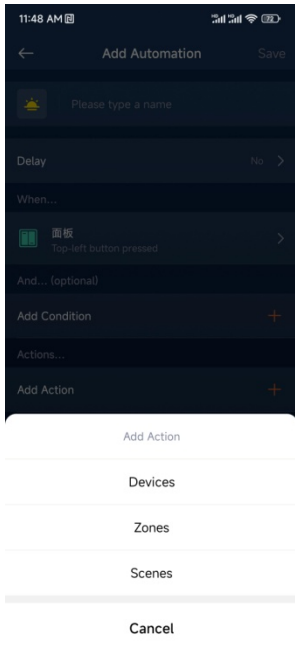 11:48 AM
72
Add Automation
Save
Please type a name
Delay
No
When...
面板
Top-left button pressed
And... (optional)
Add Condition
Actions...
Add Action
Add Action
Devices
Zones
Scenes
Cancel